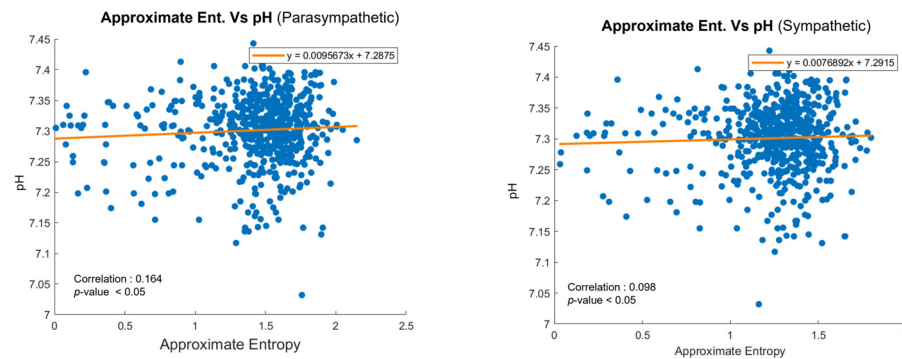 Approximate Ent. Vs pH (Parasympathetic)
y = 0.0095673x + 7.2875
7.45
7.4
7.35
7.3
7.25
7.2
7.15
7.1
7.05
7
pH
Correlation : 0.164
p-value < 0.05
0 0.5 1 1.5 2 2.5
Approximate Entropy
Approximate Ent. Vs pH (Sympathetic)
y = 0.0076892x + 7.2915
7.45
7.4
7.35
7.3
7.25
7.2
7.15
7.1
7.05
7
pH
Correlation : 0.098
p-value < 0.05
0 0.5 1 1.5
Approximate Entropy